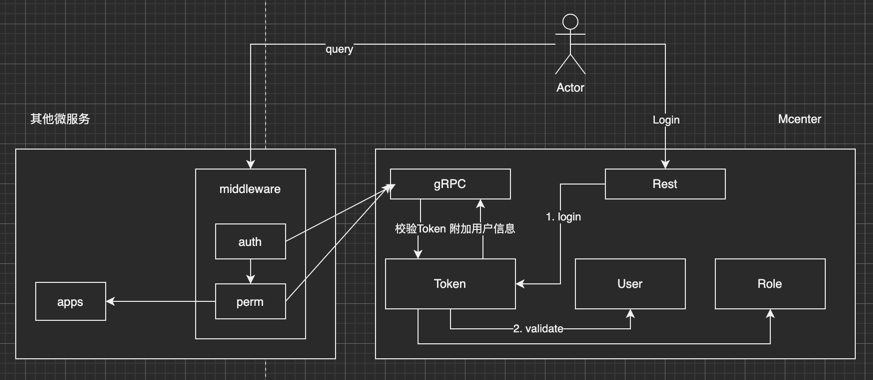 query
Actor
其他微服务
Login
Mcenter
middleware
gRPC
Rest
1. login
校验Token 附加用户信息
auth
Token
User
Role
apps
perm
2. validate